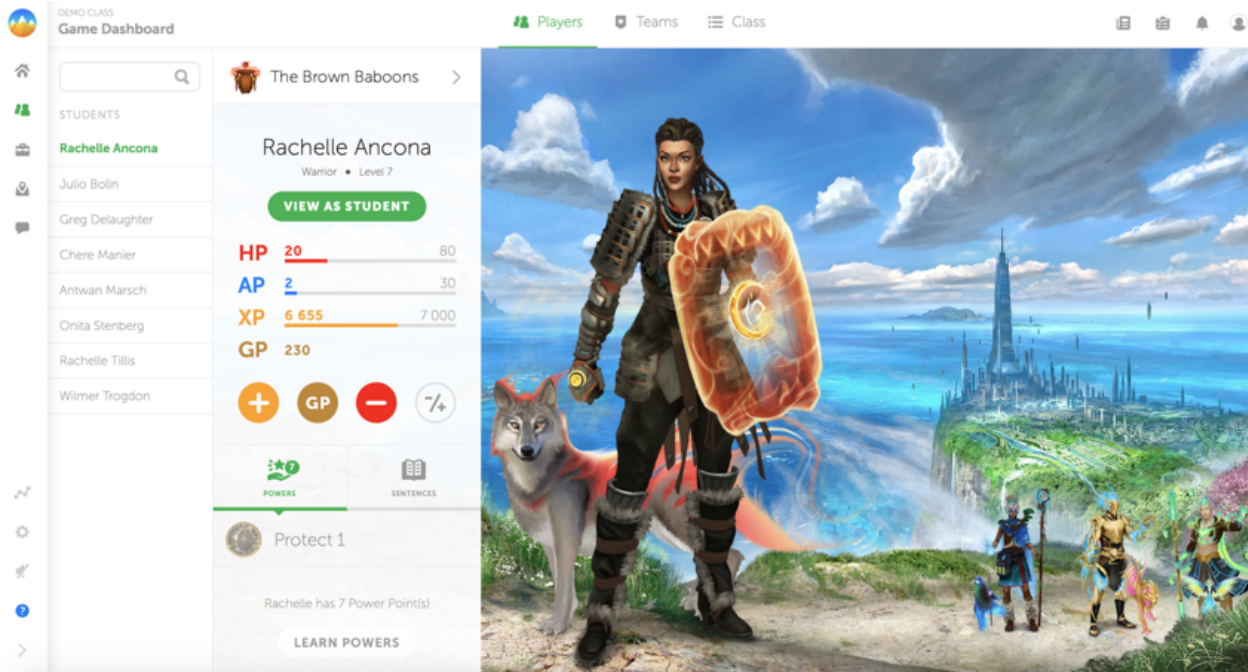 DEMO CLASS
Game Dashboard
Players
Teams
Class
STUDENTS
Rachelle Ancona
Julio Bolin
Greg Delaughter
Chere Manier
Antwan Marsch
Onita Stenberg
Rachelle Tillis
Wilmer Trogdon
The Brown Baboons
Rachelle Ancona
Warrior • Level 7
VIEW AS STUDENT
HP 20 80
AP 2 30
XP 6 655 7 000
GP 230
+ GP − -/+
7
POWERS
SENTENCES
Protect 1
Rachelle has 7 Power Point(s)
LEARN POWERS
?